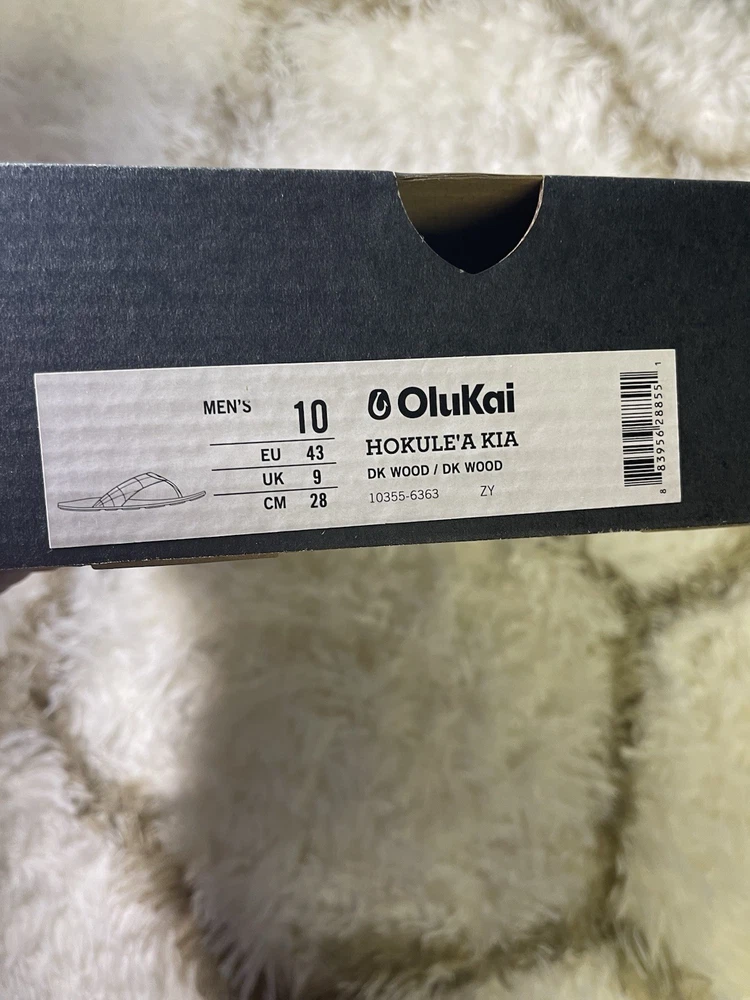 MEN'S 10
EU 43
UK 9
CM 28
OluKai
HOKULE'A KIA
DK WOOD / DK WOOD
10355-6363 ZY
8 83956 28855 1